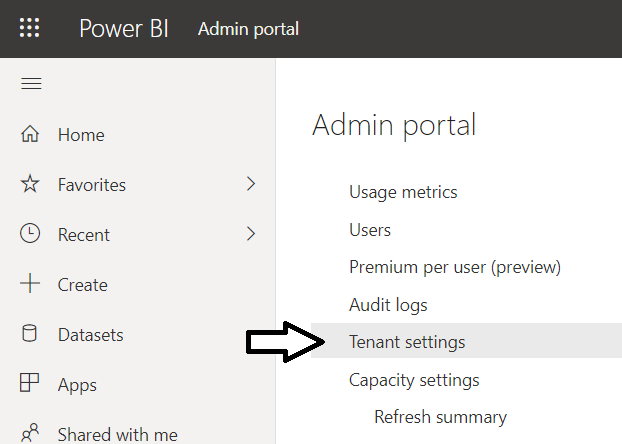 Power BI Admin portal
Home
Favorites
Recent
Create
Datasets
Apps
Shared with me
Admin portal
Usage metrics
Users
Premium per user (preview)
Audit logs
Tenant settings
Capacity settings
Refresh summary